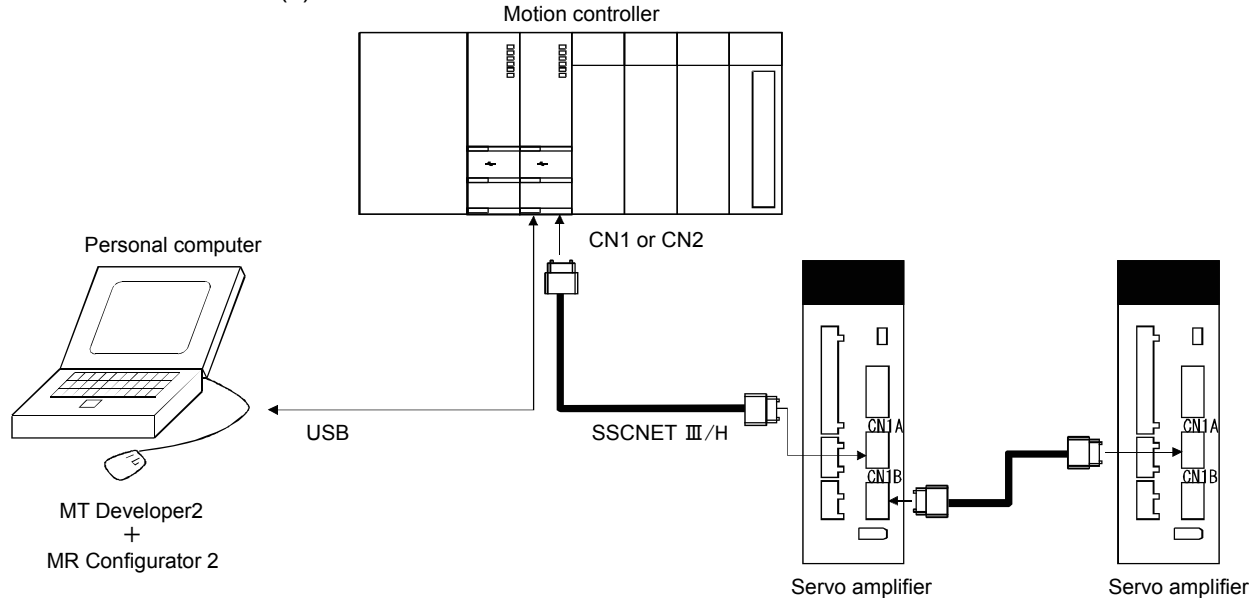 Motion controller
CN1 or CN2
Personal computer
USB
SSCNET Ⅲ/H
CN1A
CN1B
CN1A
CN1B
MT Developer2
+
MR Configurator 2
Servo amplifier
Servo amplifier